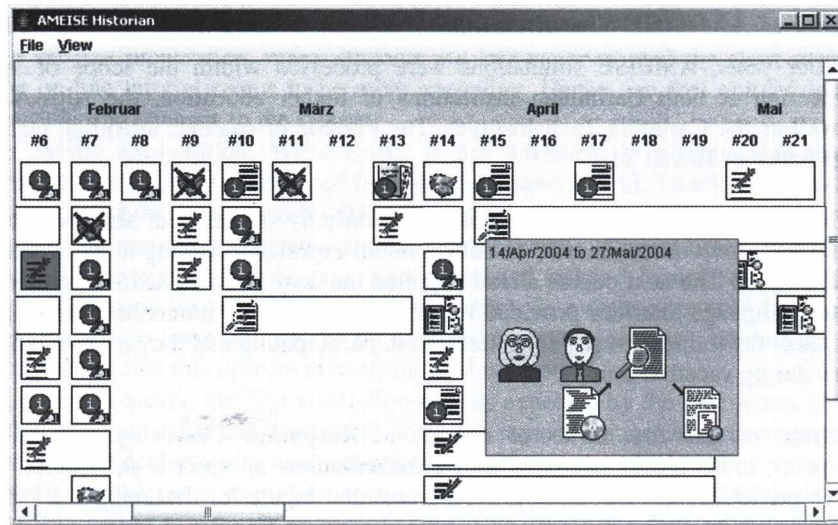 AMEISE Historian
File View
Februar März April Mai
#6 #7 #8 #9 #10 #11 #12 #13 #14 #15 #16 #17 #18 #19 #20 #21
14/Apr/2004 to 27/Mai/2004